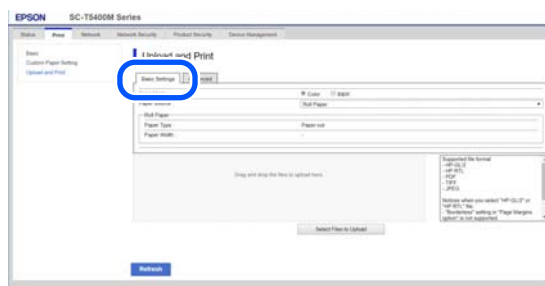 EPSON SC-T5400M Series
Status Print Network Network Security Product Security Device Management
Basic
Custom Paper Setting
Upload and Print
Upload and Print
Basic Settings
Color B&W
Roll Paper
Roll Paper
Paper Type Paper out
Paper Width -
Drag and drop the files to upload here.
Supported file format
- HP-GL/2
- HP RTL
- PDF
- TIFF
- JPEG
Notices when you select "HP-GL/2" or
"HP RTL" file.
- "Borderless" setting in "Page Margins
option" is not supported.
Select Files to Upload
Refresh